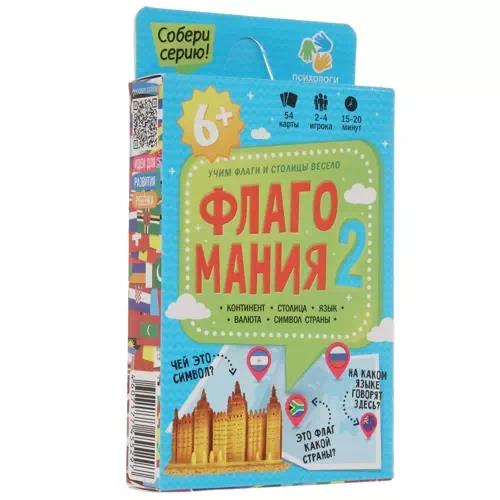 Собери
серию!
ПСИХОЛОГИ
6+
54
карты
2-4
игрока
15-20
минут
УЧИМ ФЛАГИ И СТОЛИЦЫ ВЕСЕЛО
ФЛАГО
МАНИЯ 2
• КОНТИНЕНТ • СТОЛИЦА • ЯЗЫК •
• ВАЛЮТА • СИМВОЛ СТРАНЫ •
ЧЕЙ ЭТО
СИМВОЛ?
НА КАКОМ
ЯЗЫКЕ
ГОВОРЯТ
ЗДЕСЬ?
ЭТО ФЛАГ
КАКОЙ
СТРАНЫ?
ИДЕИ ДЛЯ
РАЗВИТИЯ
РЕБЕНКА